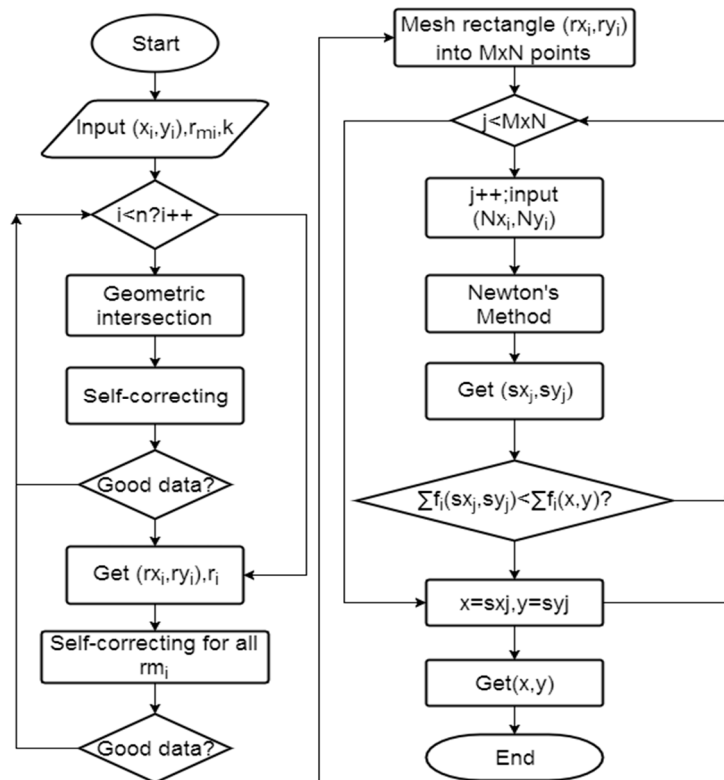 Start
Input (xᵢ,yᵢ),rₘᵢ,k
i<n?i++
Geometric
intersection
Self-correcting
Good data?
Get (rxᵢ,ryᵢ),rᵢ
Self-correcting for all
rmᵢ
Good data?
Mesh rectangle (rxᵢ,ryᵢ)
into MxN points
j<MxN
j++;input
(Nxᵢ,Nyᵢ)
Newton's
Method
Get (sxⱼ,syⱼ)
∑fᵢ(sxⱼ,syⱼ)<∑fᵢ(x,y)?
x=sxj,y=syj
Get(x,y)
End